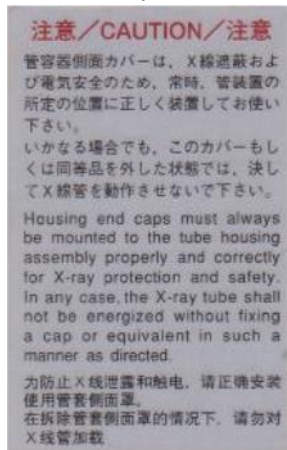 注意／CAUTION／注意
管容器側面カバーは、X線遮蔽およ
び電気安全のため、常時、管装置の
所定の位置に正しく装置してお使い
下さい。
いかなる場合でも、このカバーもし
くは同等品を外した状態では、決し
てX線管を動作させないで下さい。
Housing end caps must always
be mounted to the tube housing
assembly properly and correctly
for X-ray protection and safety.
In any case, the X-ray tube shall
not be energized without fixing
a cap or equivalent in such a
manner as directed.
为防止X线泄露和触电，请正确安装
使用管套侧面罩。
在拆除管套侧面罩的情况下，请勿对
X线管加载